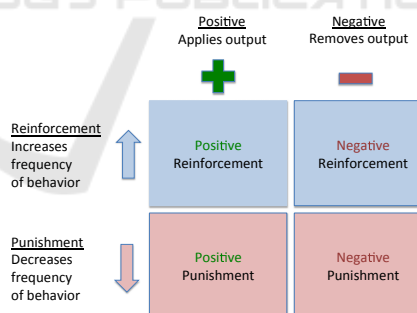 Positive
Applies output
Negative
Removes output
Reinforcement
Increases
frequency
of behavior
Positive
Reinforcement
Negative
Reinforcement
Punishment
Decreases
frequency
of behavior
Positive
Punishment
Negative
Punishment